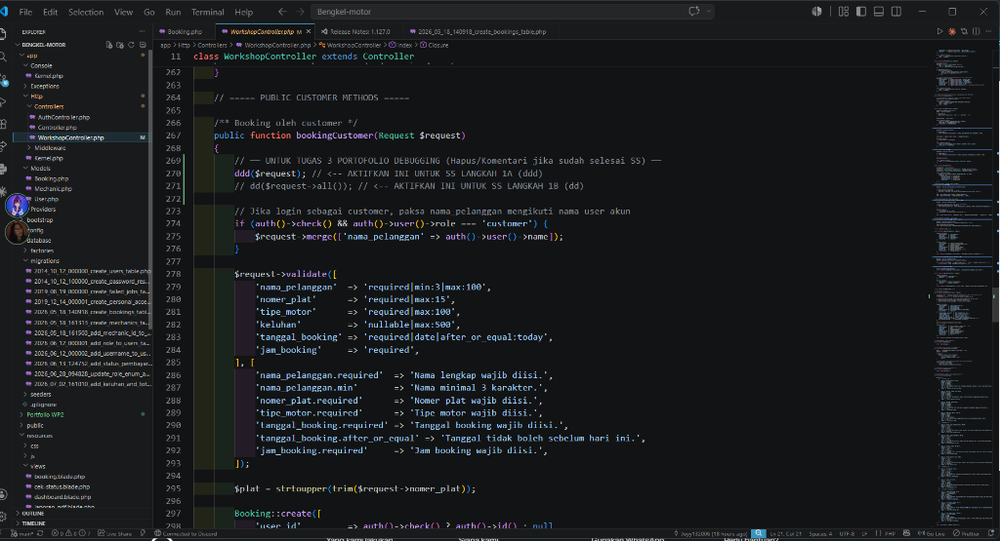 File Edit Selection View Go Run Terminal Help
Bengkel-motor
EXPLORER
Booking.php
WorkshopController.php M
Release Notes: 1.127.0
2026_05_18_140918_create_bookings_table.php
BENGKEL-MOTOR
app > Http > Controllers > WorkshopController.php > WorkshopController > Index > Closure
app
Console
Kernel.php
Exceptions
Http
Controllers
AuthController.php
Controller.php
WorkshopController.php M
Middleware
Kernel.php
Models
Booking.php
Mechanic.php
User.php
Providers
bootstrap
config
database
factories
migrations
2014_10_12_000000_create_users_table.php
2014_10_12_100000_create_password_res...
2019_08_19_000000_create_failed_jobs_ta...
2019_12_14_000001_create_personal_acce...
2026_05_18_140918_create_bookings_tabl...
2026_05_18_161313_create_mechanics_ta...
2026_05_18_161503_add_mechanic_id_to_...
2026_06_12_000001_add_role_to_users_ta...
2026_06_12_000002_add_username_to_us...
2026_06_13_124752_add_status_pembayar...
2026_06_28_094828_update_role_enum_a...
2026_07_02_161010_add_keluhan_and_tot...
seeders
.gitignore
Portfolio WP2
public
resources
css
js
views
booking.blade.php
cek-status.blade.php
dashboard.blade.php
laporan_pdf.blade.php
OUTLINE
TIMELINE
11 class WorkshopController extends Controller
262 }
263
264 // ===== PUBLIC CUSTOMER METHODS =====
265
266 /** Booking oleh customer */
267 public function bookingCustomer(Request $request)
268 {
269 // —— UNTUK TUGAS 3 PORTOFOLIO DEBUGGING (Hapus/Komentari jika sudah selesai SS) ——
270 ddd($request); // <-- AKTIFKAN INI UNTUK SS LANGKAH 1A (ddd)
271 // dd($request->all()); // <-- AKTIFKAN INI UNTUK SS LANGKAH 1B (dd)
272
273 // Jika login sebagai customer, paksa nama_pelanggan mengikuti nama user akun
274 if (auth()->check() && auth()->user()->role === 'customer') {
275 $request->merge(['nama_pelanggan' => auth()->user()->name]);
276 }
277
278 $request->validate([
279 'nama_pelanggan' => 'required|min:3|max:100',
280 'nomer_plat' => 'required|max:15',
281 'tipe_motor' => 'required|max:100',
282 'keluhan' => 'nullable|max:500',
283 'tanggal_booking' => 'required|date|after_or_equal:today',
284 'jam_booking' => 'required',
285 ], [
286 'nama_pelanggan.required' => 'Nama lengkap wajib diisi.',
287 'nama_pelanggan.min' => 'Nama minimal 3 karakter.',
288 'nomer_plat.required' => 'Nomer plat wajib diisi.',
289 'tipe_motor.required' => 'Tipe motor wajib diisi.',
290 'tanggal_booking.required' => 'Tanggal booking wajib diisi.',
291 'tanggal_booking.after_or_equal' => 'Tanggal tidak boleh sebelum hari ini.',
292 'jam_booking.required' => 'Jam booking wajib diisi.',
293 ]);
294
295 $plat = strtoupper(trim($request->nomer_plat));
296
297 Booking::create([
298 'user_id' => auth()->check() ? auth()->id() : null
main* 0 0 7 Live Share Connected to Discord
Joyy132006 (18 hours ago) Ln 21, Col 21 Spaces: 4 UTF-8 LF PHP Go Live Prettier